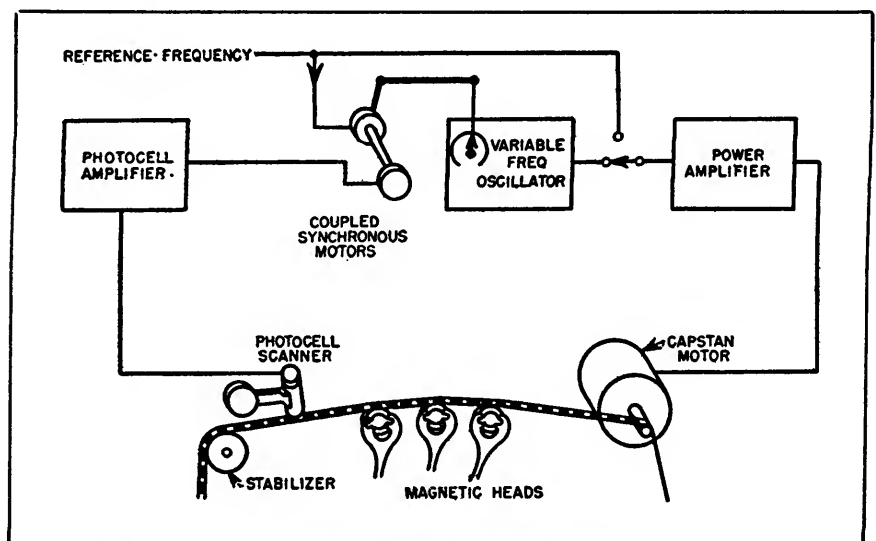 REFERENCE-FREQUENCY
PHOTOCELL
AMPLIFIER.
VARIABLE
FREQ
OSCILLATOR
POWER
AMPLIFIER
COUPLED
SYNCHRONOUS
MOTORS
PHOTOCELL
SCANNER
CAPSTAN
MOTOR
STABILIZER
MAGNETIC HEADS